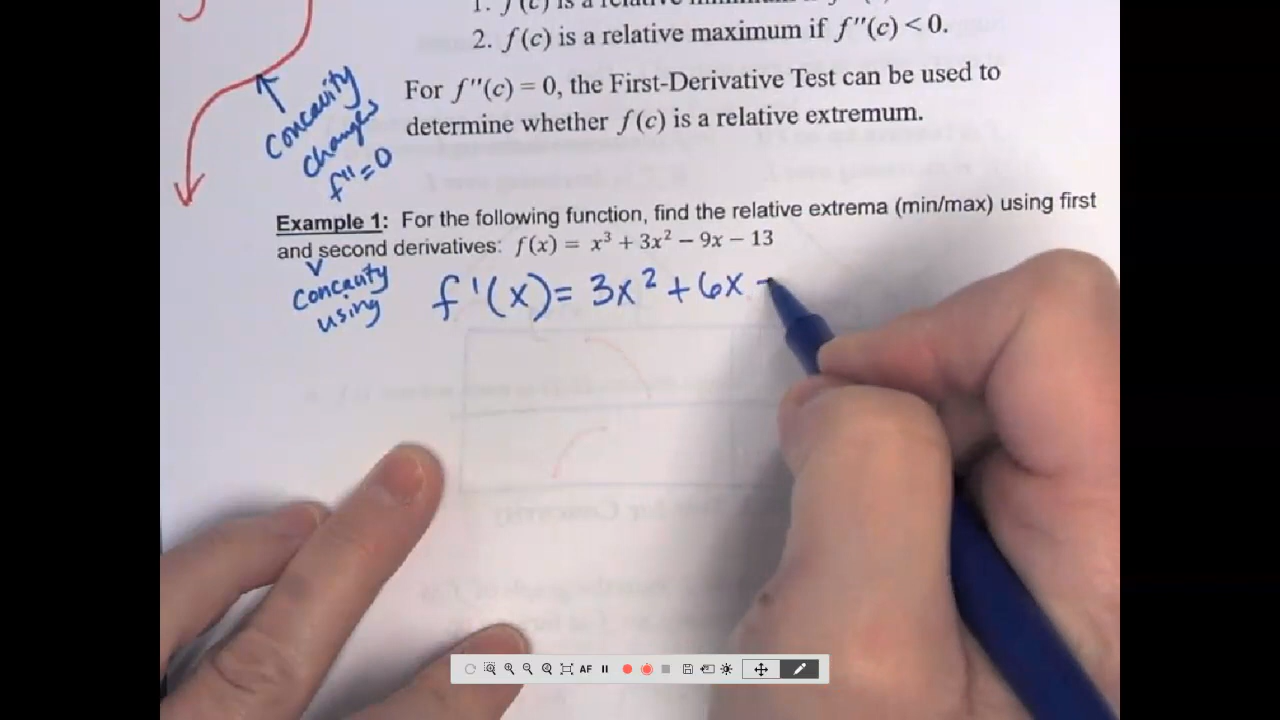 2. f(c) is a relative maximum if f″(c) < 0.
For f″(c) = 0, the First-Derivative Test can be used to
determine whether f(c) is a relative extremum.
Concavity
changes
f″=0
Example 1: For the following function, find the relative extrema (min/max) using first
and second derivatives: f(x) = x³ + 3x² − 9x − 13
Concavity
using
f'(x)= 3x² + 6x -
AF